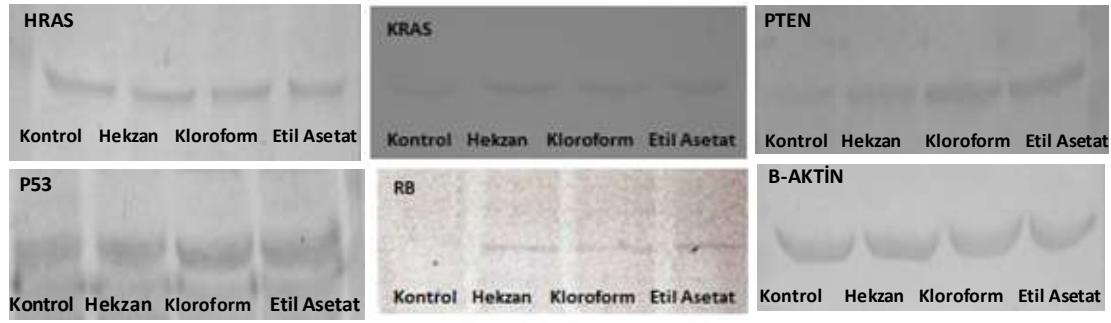 HRAS
Kontrol Hekzan Kloroform Etil Asetat
KRAS
Kontrol Hekzan Kloroform Etil Asetat
PTEN
Kontrol Hekzan Kloroform Etil Asetat
P53
Kontrol Hekzan Kloroform Etil Asetat
RB
Kontrol Hekzan Kloroform Etil Asetat
B-AKTİN
Kontrol Hekzan Kloroform Etil Asetat